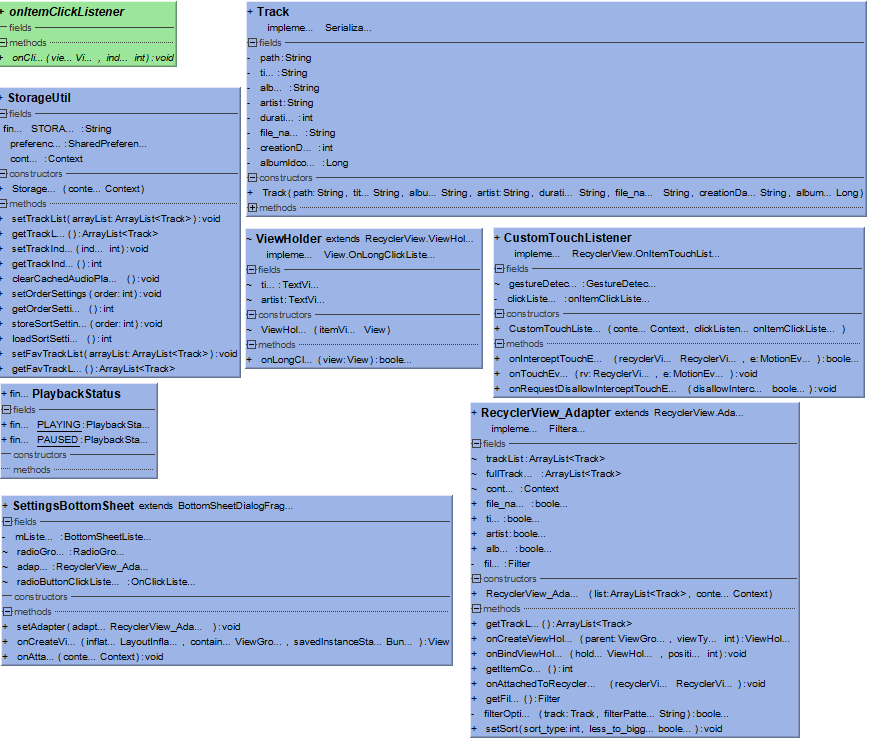 + onItemClickListener
fields
methods
+ onCli... (vie... Vi... , ind... int):void
+ StorageUtil
fields
fin... STORA... :String
preferenc... :SharedPreferen...
cont... :Context
constructors
+ Storage... (conte... Context)
methods
+ setTrackList(arrayList:ArrayList<Track>):void
+ getTrackL... ():ArrayList<Track>
+ setTrackInd... (ind... int):void
+ getTrackInd... ():int
+ clearCachedAudioPla... ():void
+ setOrderSettings(order:int):void
+ getOrderSetti... ():int
+ storeSortSettin... (order:int):void
+ loadSortSetti... ():int
+ setFavTrackList(arrayList:ArrayList<Track>):void
+ getFavTrackL... ():ArrayList<Track>
+ fin... PlaybackStatus
fields
+ fin... PLAYING:PlaybackSta...
+ fin... PAUSED:PlaybackSta...
constructors
methods
+ SettingsBottomSheet extends BottomSheetDialogFrag...
fields
- mListe... :BottomSheetListe...
~ radioGro... :RadioGro...
~ adap... :RecyclerView_Ada...
~ radioButtonClickListe... :OnClickListe...
constructors
methods
+ setAdapter(adapt... RecyclerView_Ada... ):void
+ onCreateVi... (inflat... LayoutInfla... , contain... ViewGro... , savedInstanceSta... Bun... ):View
+ onAtta... (conte... Context):void
+ Track
impleme... Serializa...
fields
- path:String
- ti... :String
- alb... :String
- artist:String
- durati... :int
- file_na... :String
- creationD... :int
- albumIdco... :Long
constructors
+ Track(path:String, tit... String, albu... String, artist:String, durati... String, file_na... String, creationDa... String, album... Long)
methods
~ ViewHolder extends RecyclerView.ViewHol...
impleme... View.OnLongClickListe...
fields
~ ti... :TextVi...
~ artist:TextVi...
constructors
~ ViewHol... (itemVi... View)
methods
+ onLongCl... (view:View):boole...
+ CustomTouchListener
impleme... RecyclerView.OnItemTouchList...
fields
~ gestureDetec... :GestureDetec...
- clickListe... :onItemClickListe...
constructors
+ CustomTouchListe... (conte... Context, clickListen... onItemClickListe... )
methods
+ onInterceptTouchE... (recyclerVi... RecyclerVi... , e:MotionEv... ):boole...
+ onTouchEv... (rv:RecyclerVi... , e:MotionEv... ):void
+ onRequestDisallowInterceptTouchE... (disallowInterc... boole... ):void
+ RecyclerView_Adapter extends RecyclerView.Ada...
impleme... Filtera...
fields
~ trackList:ArrayList<Track>
~ fullTrack... :ArrayList<Track>
~ cont... :Context
+ file_na... :boole...
+ ti... :boole...
+ artist:boole...
+ alb... :boole...
- fil... :Filter
constructors
+ RecyclerView_Ada... (list:ArrayList<Track>, conte... Context)
methods
+ getTrackL... ():ArrayList<Track>
+ onCreateViewHol... (parent:ViewGro... , viewTy... int):ViewHol...
+ onBindViewHol... (hold... ViewHol... , positi... int):void
+ getItemCo... ():int
+ onAttachedToRecycler... (recyclerVi... RecyclerVi... ):void
+ getFil... ():Filter
- filterOpti... (track:Track, filterPatte... String):boole...
+ setSort(sort_type:int, less_to_bigg... boole... ):void